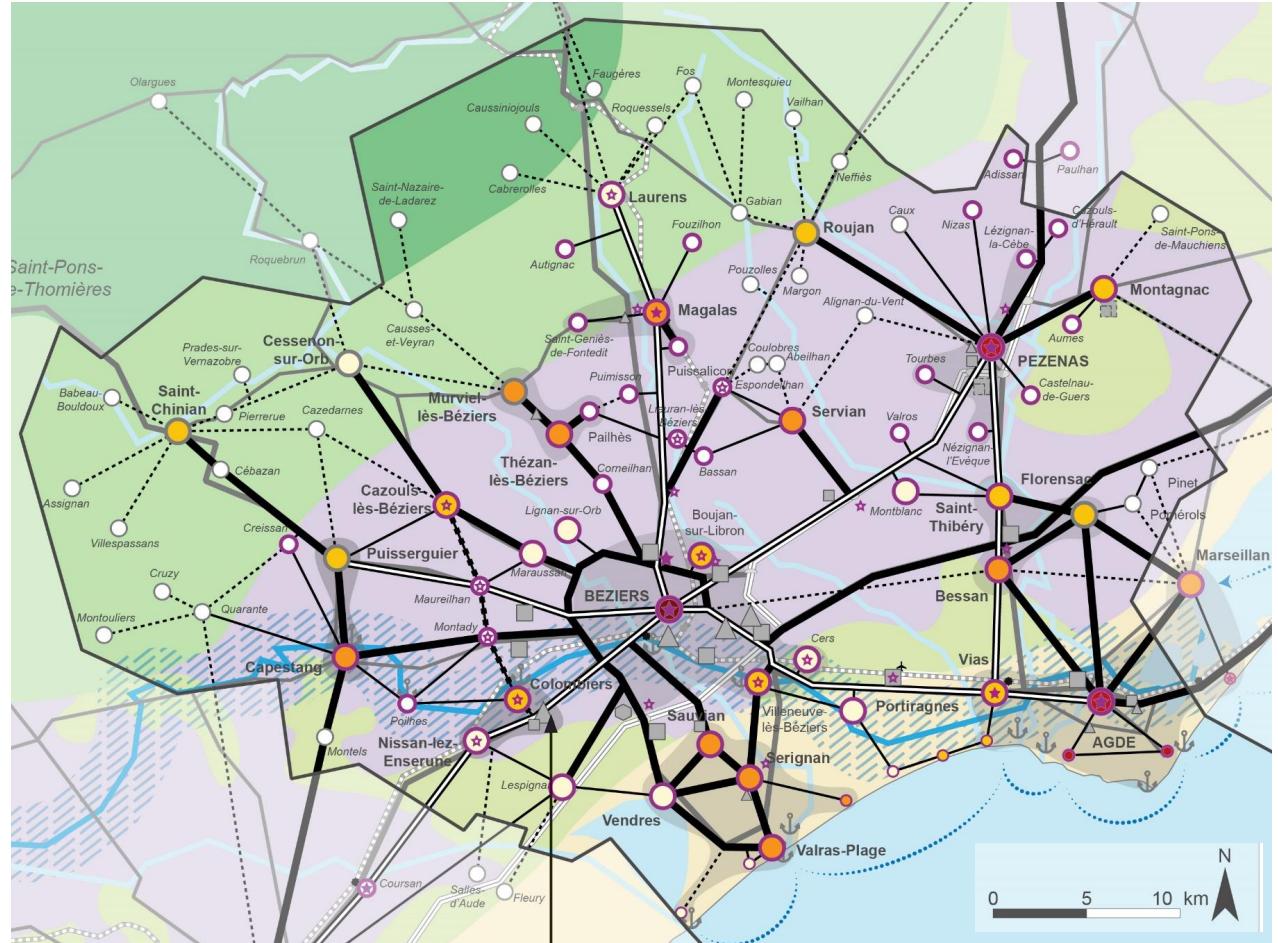 Olargues
Faugères
Fos
Montesquieu
Vailhan
Caussiniojouls
Roquessels
Neffiès
Adissan
Paulhan
Cabrerolles
Saint-Nazaire-
de-Ladarez
Laurens
Gabian
Roujan
Caux
Nizas
Lézignan-
la-Cèbe
Cazouls-
d'Hérault
Saint-Pons-
de-Mauchiens
Fouzilhon
Autignac
Roquebrun
Saint-Pons-
e-Thomières
Pouzolles
Margon
Montagnac
Alignan-du-Vent
Magalas
Causses-
et-Veyran
Saint-Geniès-
de-Fontedit
Aumes
Cessenon-
sur-Orb
Prades-sur-
Vernazobre
Coulobres
Abeilhan
Puissalicon
Espondeilhan
Tourbes
PEZENAS
Castelnau-
de-Guers
Babeau-
Bouldoux
Saint-
Chinian
Pierrerue
Cazedarnes
Murviel-
lès-Béziers
Puimisson
Lieuran-lès-
Béziers
Servian
Valros
Nézignan-
l'Evèque
Pailhès
Thézan-
lès-Béziers
Bassan
Cébazan
Corneilhan
Assignan
Villespassans
Cazouls-
lès-Béziers
Lignan-sur-Orb
Boujan-
sur-Libron
Montblanc
Saint-
Thibéry
Florensac
Pinet
Pomérols
Creissan
Puisserguier
Maraussan
Marseillan
Cruzy
Maureilhan
BEZIERS
Bessan
Montouliers
Quarante
Montady
Cers
Vias
Capestang
Colombiers
Poilhes
Villeneuve-
lès-Béziers
Portiragnes
Sauvian
AGDE
Montels
Nissan-lez-
Enserune
Serignan
Lespignan
Vendres
Valras-Plage
Coursan
Salles-
d'Aude
Fleury
N
0 5 10 km